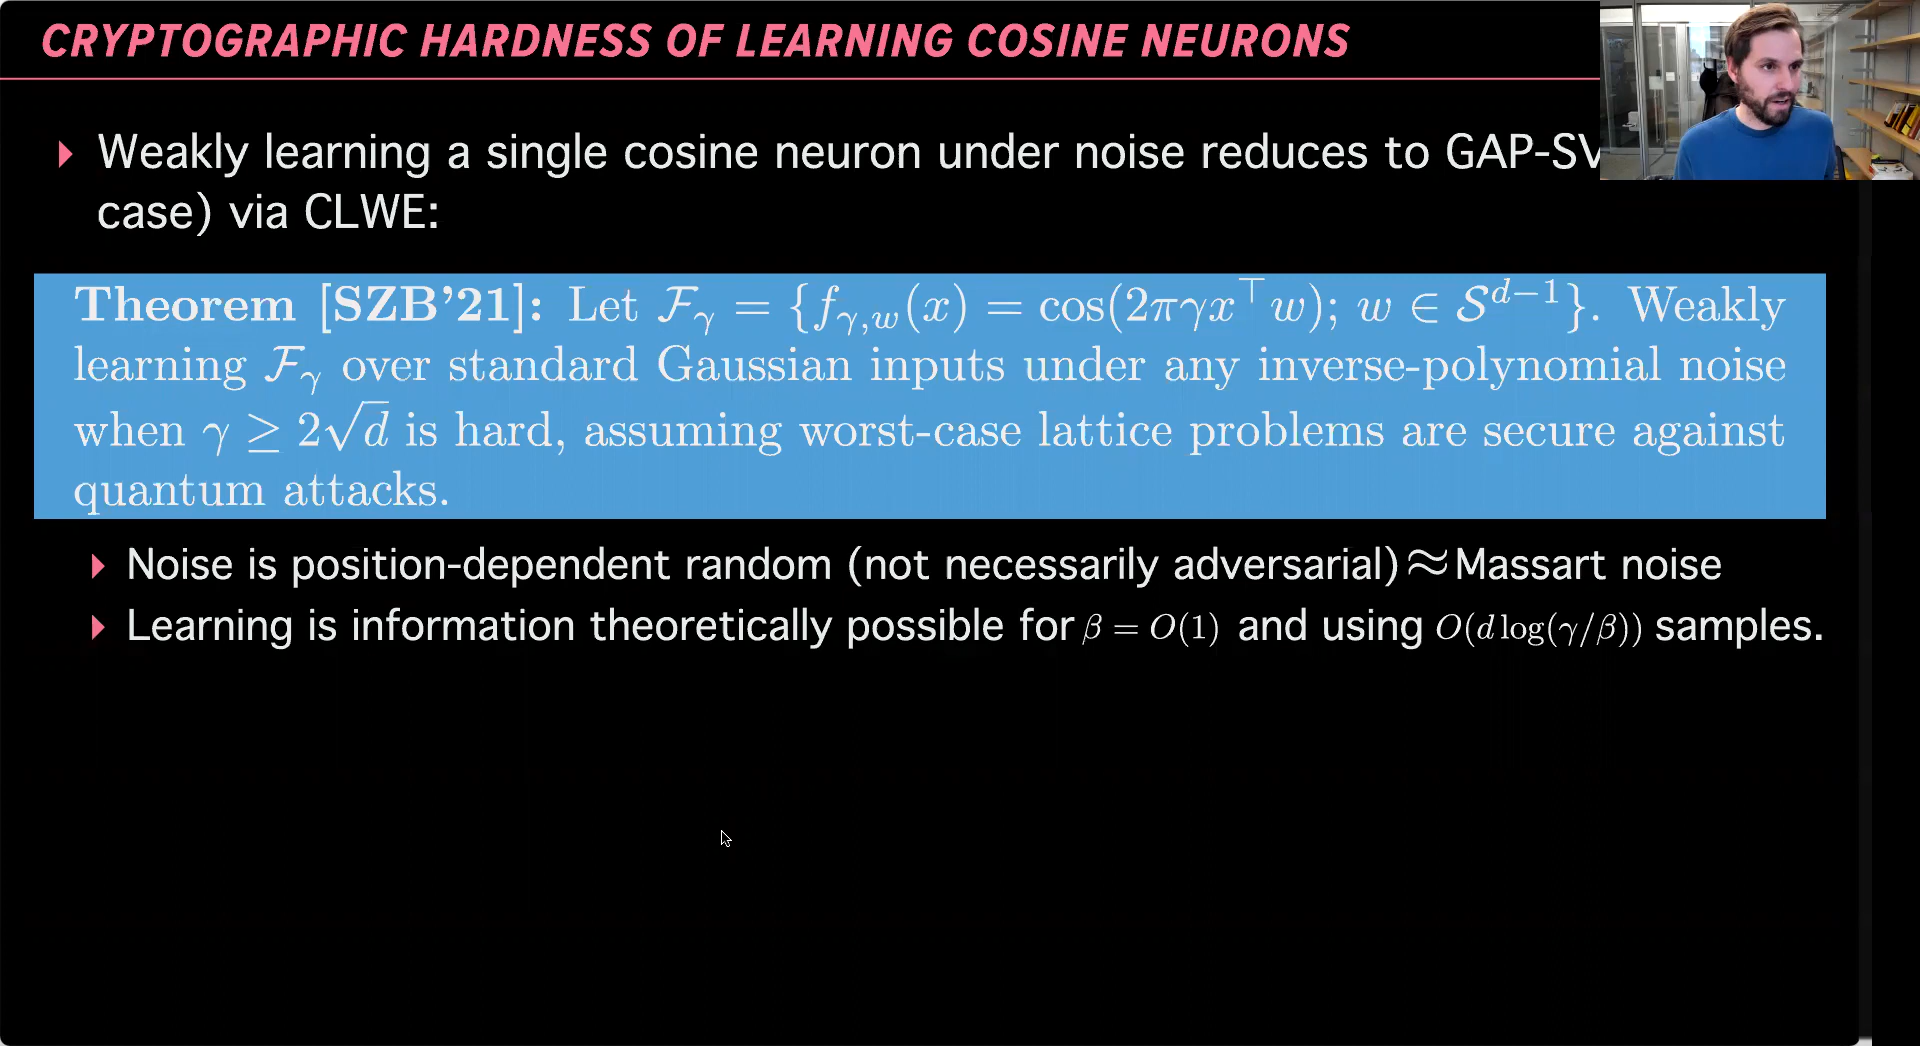 CRYPTOGRAPHIC HARDNESS OF LEARNING COSINE NEURONS
Weakly learning a single cosine neuron under noise reduces to
case) via CLWE:
Theorem [SZB'21]: Let $\mathcal{F}_\gamma = \{f_{\gamma,w}(x) = \cos(2\pi\gamma x^\top w);\, w \in \mathcal{S}^{d-1}\}$. Weakly
learning $\mathcal{F}_\gamma$ over standard Gaussian inputs under any inverse-polynomial noise
when $\gamma \geq 2\sqrt{d}$ is hard, assuming worst-case lattice problems are secure against
quantum attacks.
Noise is position-dependent random (not necessarily adversarial) ≈ Massart noise
Learning is information theoretically possible for $\beta = O(1)$ and using $O(d \log(\gamma/\beta))$ samples.